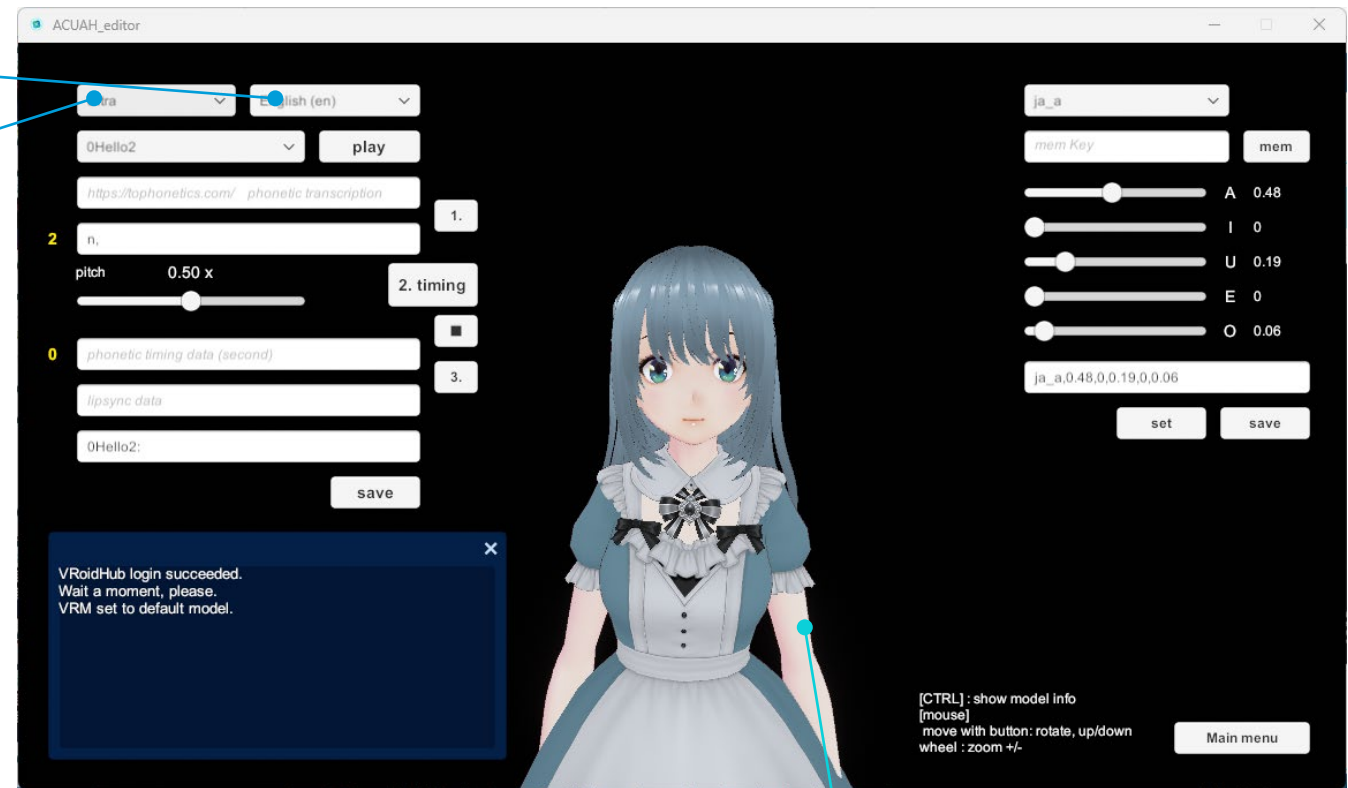 ACUAH_editor
English (en)
0Hello2
play
https://tophonetics.com/ phonetic transcription
1.
2
n,
pitch 0.50 x
2. timing
0
phonetic timing data (second)
3.
lipsync data
0Hello2:
save
VRoidHub login succeeded.
Wait a moment, please.
VRM set to default model.
ja_a
mem Key
mem
A 0.48
I 0
U 0.19
E 0
O 0.06
ja_a,0.48,0,0.19,0,0.06
set
save
[CTRL] : show model info
[mouse]
move with button: rotate, up/down
wheel : zoom +/-
Main menu